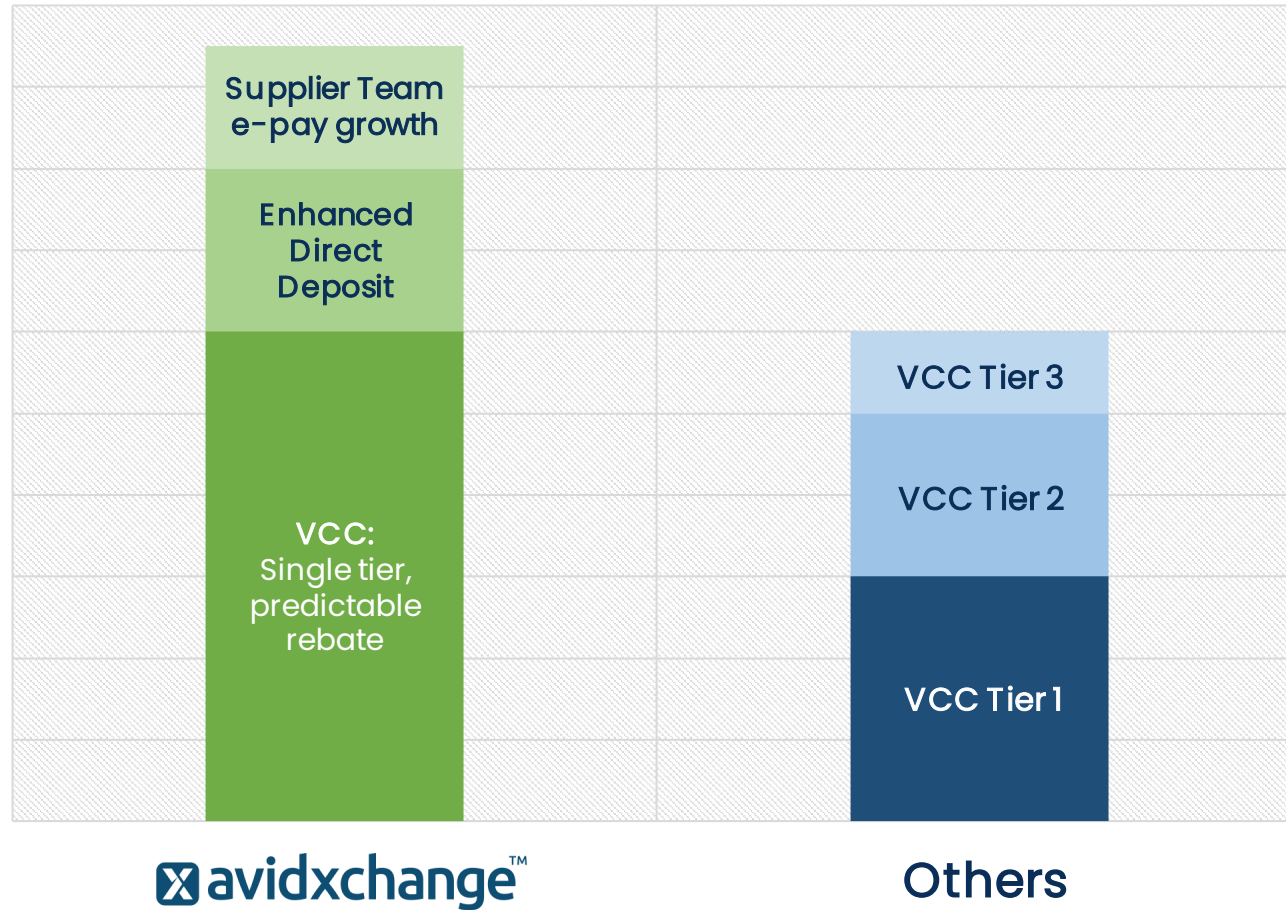 Supplier Team
e-pay growth
Enhanced
Direct
Deposit
VCC:
Single tier,
predictable
rebate
VCC Tier 3
VCC Tier 2
VCC Tier 1
avidxchange™
Others